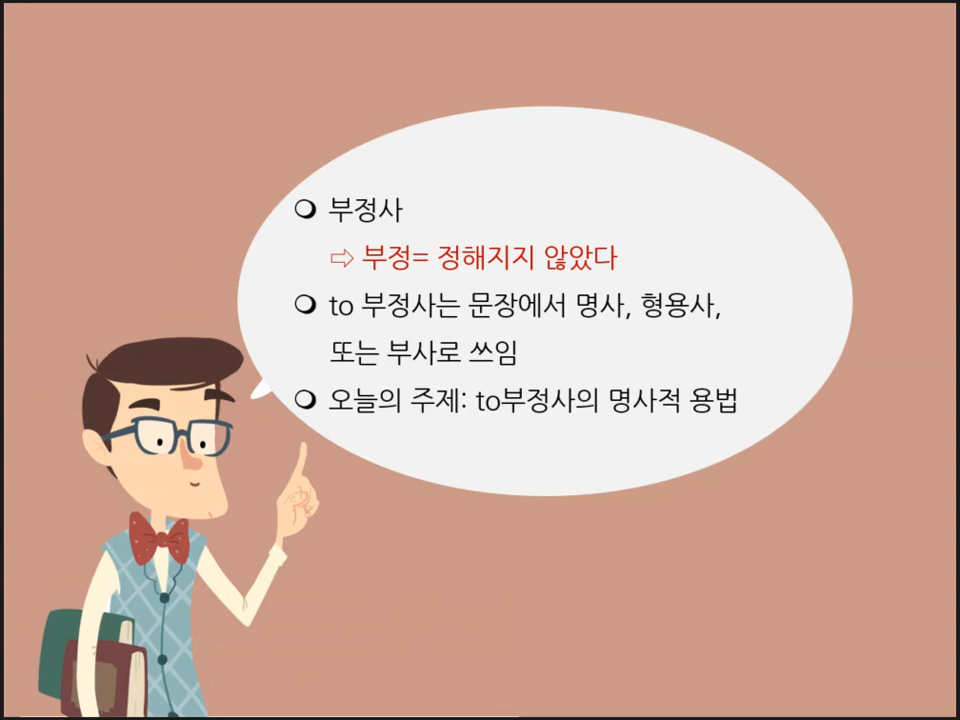 ❍ 부정사
⇨ 부정= 정해지지 않았다
❍ to 부정사는 문장에서 명사, 형용사,
또는 부사로 쓰임
❍ 오늘의 주제: to부정사의 명사적 용법